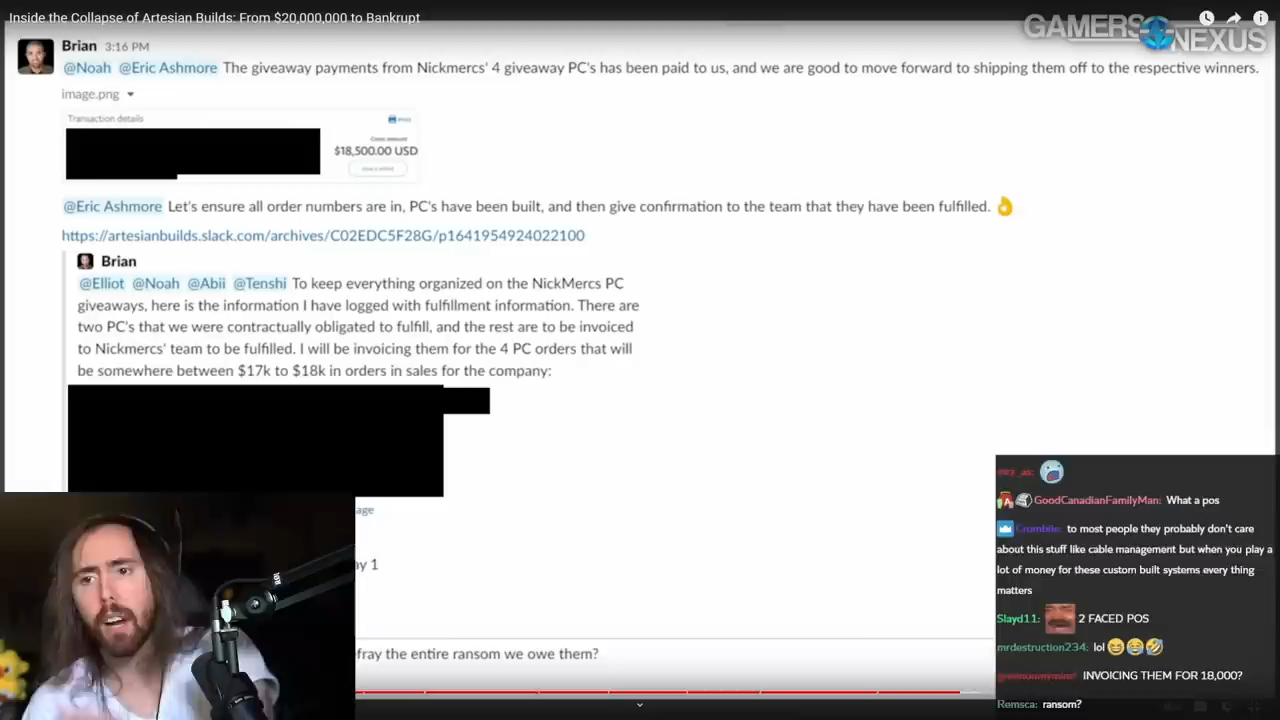 Inside the Collapse of Artesian Builds: From $20,000,000 to Bankrupt
GAMERS NEXUS
Brian 3:16 PM
@Noah @Eric Ashmore The giveaway payments from Nickmercs' 4 giveaway PC's has been paid to us, and we are good to move forward to shipping them off to the respective winners.
image.png
Transaction details
$18,500.00 USD
@Eric Ashmore Let's ensure all order numbers are in, PC's have been built, and then give confirmation to the team that they have been fulfilled. 👌
https://artesianbuilds.slack.com/archives/C02EDC5F28G/p1641954924022100
Brian
@Elliot @Noah @Abii @Tenshi To keep everything organized on the NickMercs PC
giveaways, here is the information I have logged with fulfillment information. There are
two PC's that we were contractually obligated to fulfill, and the rest are to be invoiced
to Nickmercs' team to be fulfilled. I will be invoicing them for the 4 PC orders that will
be somewhere between $17k to $18k in orders in sales for the company:
age
ay 1
fray the entire ransom we owe them?
GoodCanadianFamilyMan: What a pos
to most people they probably don't care
about this stuff like cable management but when you play a
lot of money for these custom built systems every thing
matters
Slayd11: 2 FACED POS
mrdestruction234: lol 😆😂🤣
INVOICING THEM FOR 18,000?
Remsca: ransom?